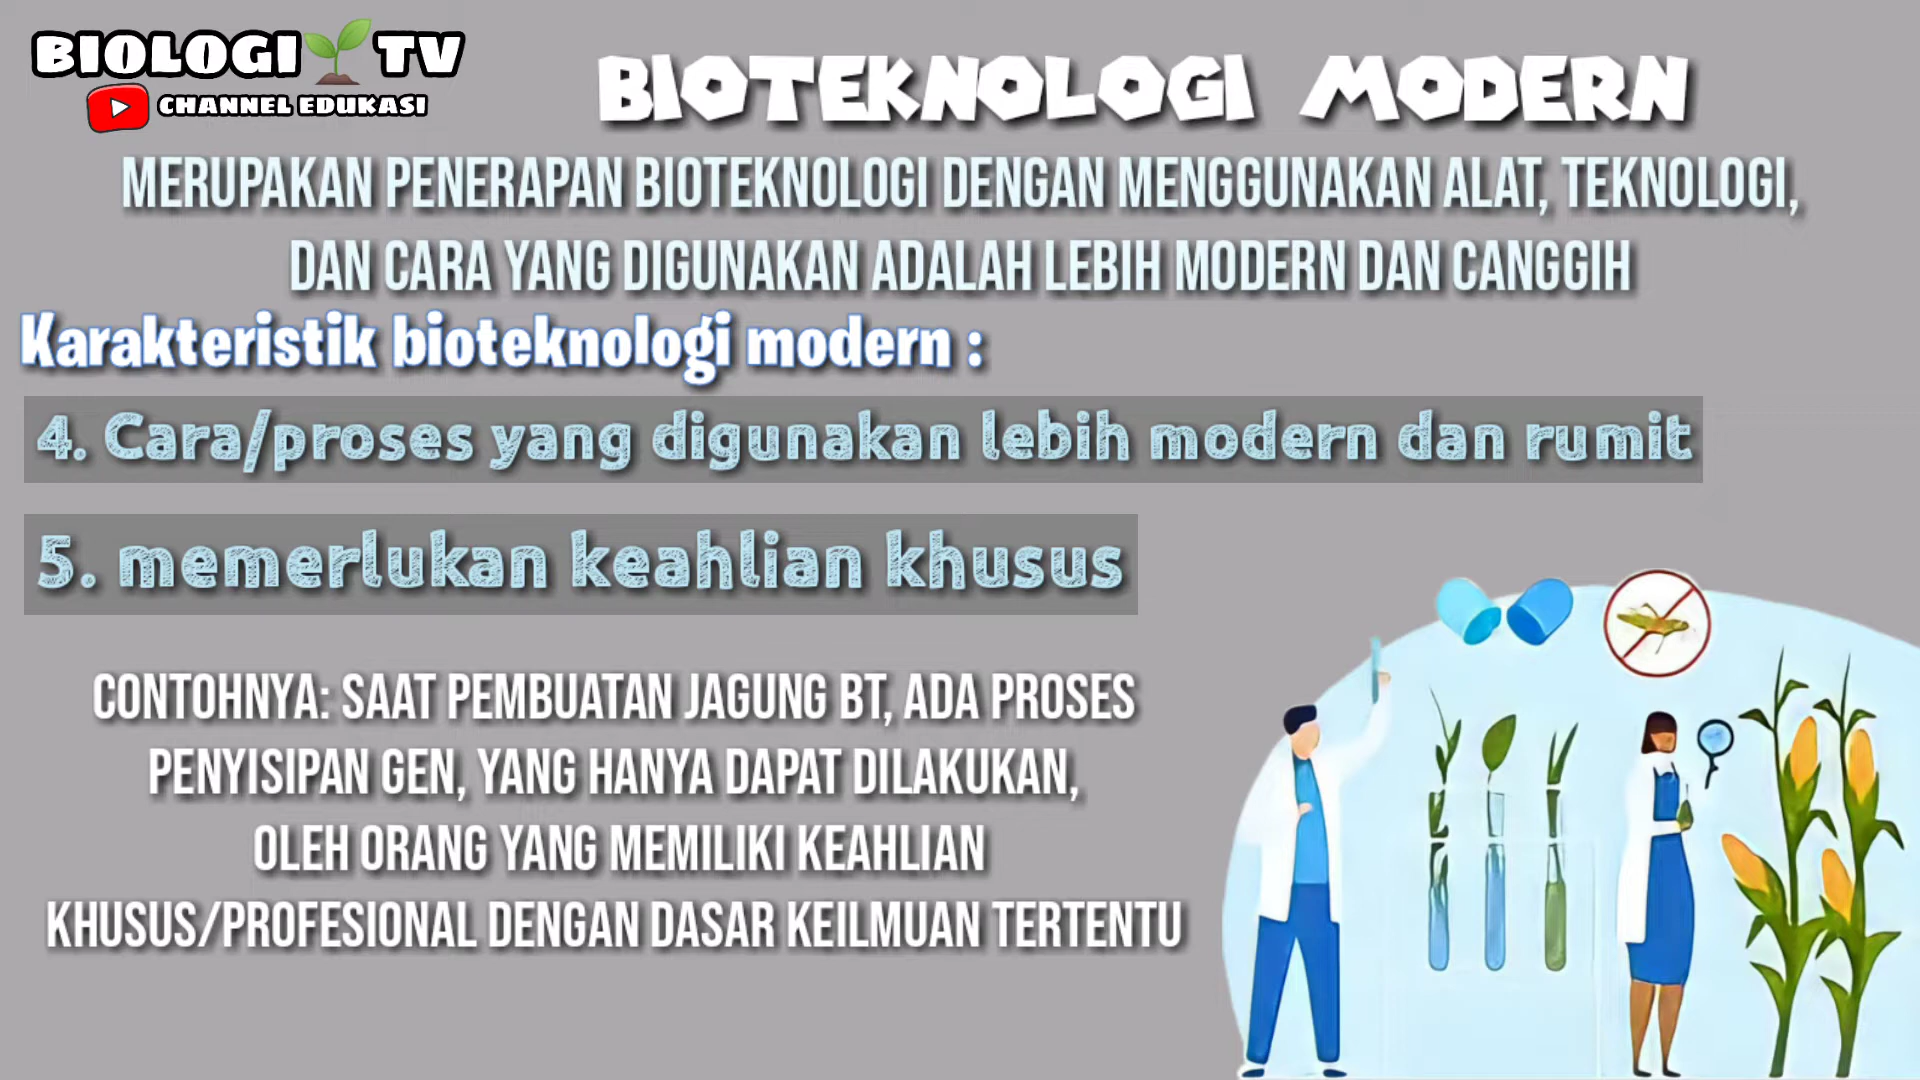 BIOLOGI TV
CHANNEL EDUKASI
BIOTEKNOLOGI MODERN
MERUPAKAN PENERAPAN BIOTEKNOLOGI DENGAN MENGGUNAKAN ALAT, TEKNOLOGI,
DAN CARA YANG DIGUNAKAN ADALAH LEBIH MODERN DAN CANGGIH
Karakteristik bioteknologi modern :
4. Cara/proses yang digunakan lebih modern dan rumit
5. memerlukan keahlian khusus
CONTOHNYA: SAAT PEMBUATAN JAGUNG BT, ADA PROSES
PENYISIPAN GEN, YANG HANYA DAPAT DILAKUKAN,
OLEH ORANG YANG MEMILIKI KEAHLIAN
KHUSUS/PROFESIONAL DENGAN DASAR KEILMUAN TERTENTU